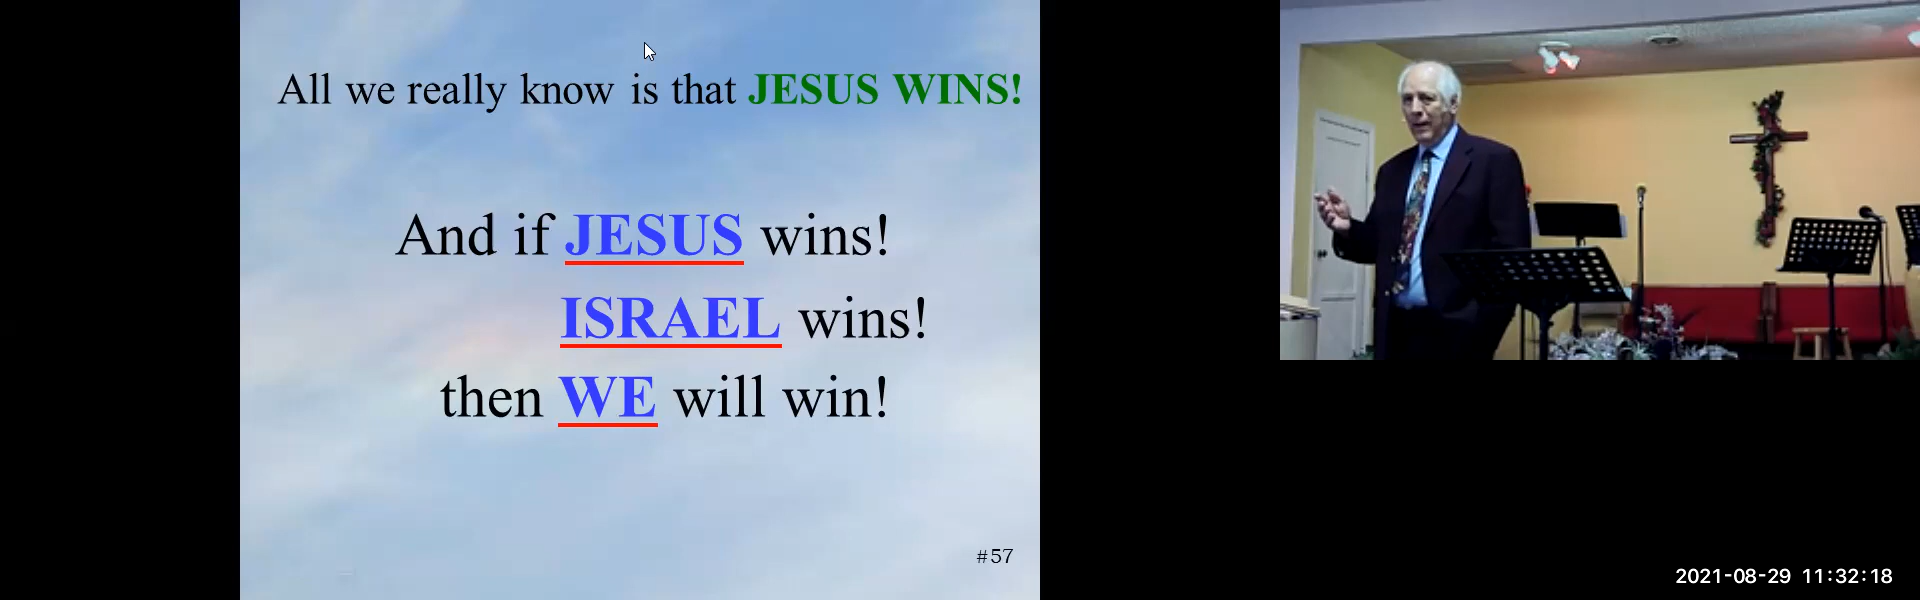 All we really know is that JESUS WINS!
And if JESUS wins!
ISRAEL wins!
then WE will win!
#57
2021-08-29 11:32:18